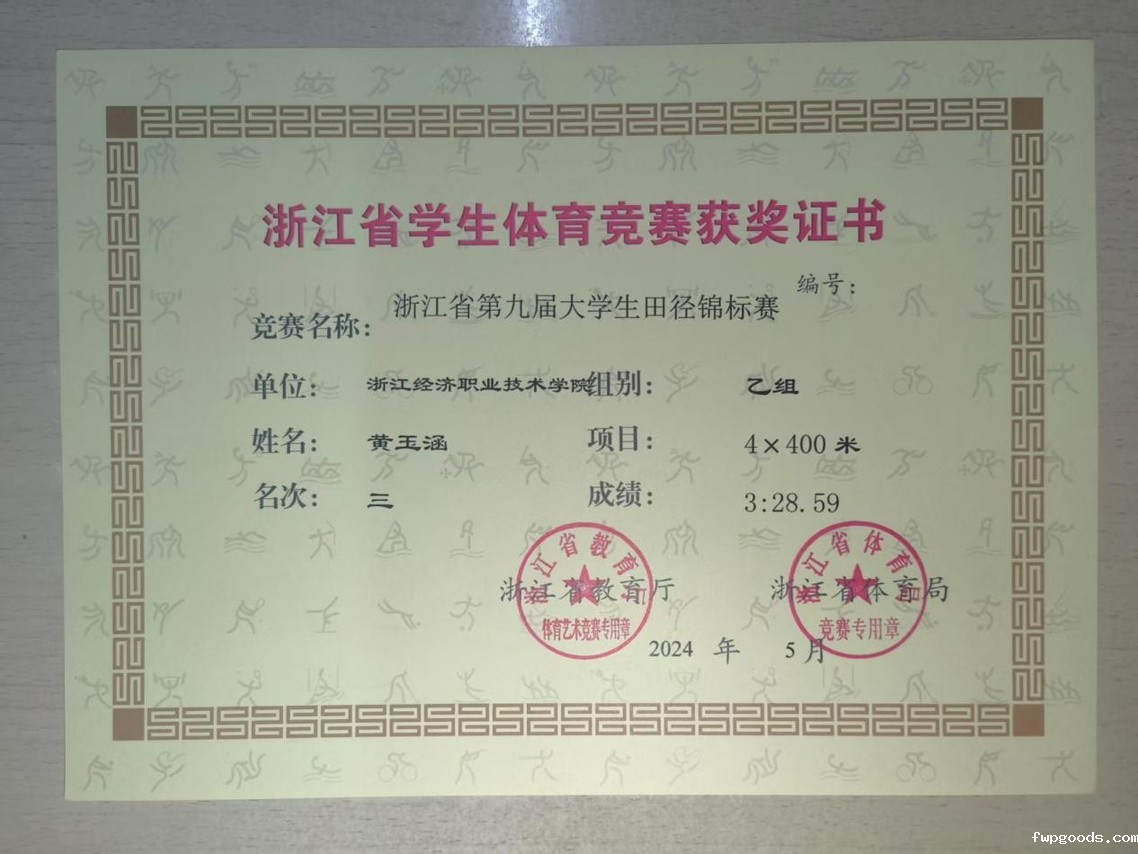 浙江省学生体育竞赛获奖证书
编号：
竞赛名称： 浙江省第九届大学生田径锦标赛
单位： 浙江经济职业技术学院 组别： 乙组
姓名： 黄玉涵 项目： 4×400 米
名次： 三 成绩： 3:28.59
浙江省教育厅 浙江省体育局
浙江省教育厅
体育艺术竞赛专用章
浙江省体育局
竞赛专用章
2024 年 5 月
fwpgoods.com